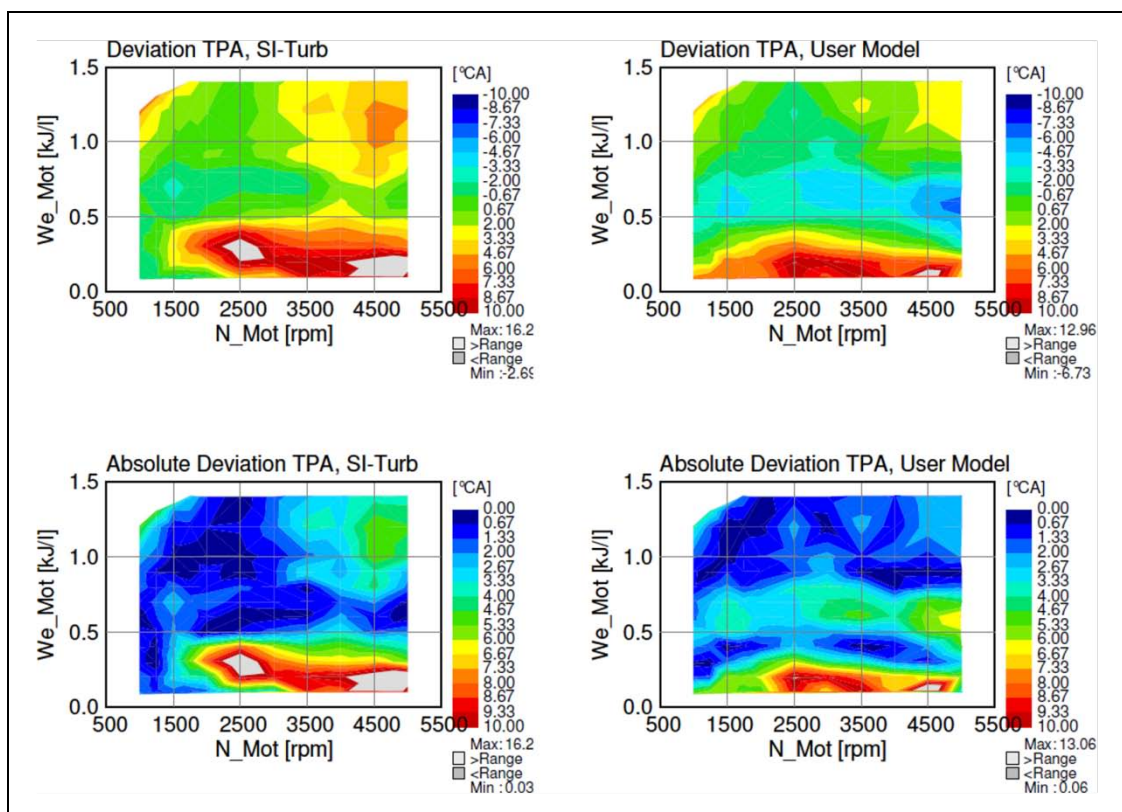 Deviation TPA, SI-Turb
[°CA]
-10.00
-8.67
-7.33
-6.00
-4.67
-3.33
-2.00
-0.67
0.67
2.00
3.33
4.67
6.00
7.33
8.67
10.00
We_Mot [kJ/l]
1.5
1.0
0.5
0.0
500 1500 2500 3500 4500 5500
N_Mot [rpm]
Max: 16.2
>Range
<Range
Min :-2.69
Deviation TPA, User Model
[°CA]
-10.00
-8.67
-7.33
-6.00
-4.67
-3.33
-2.00
-0.67
0.67
2.00
3.33
4.67
6.00
7.33
8.67
10.00
We_Mot [kJ/l]
1.5
1.0
0.5
0.0
500 1500 2500 3500 4500 5500
N_Mot [rpm]
Max: 12.96
>Range
<Range
Min :-6.73
Absolute Deviation TPA, SI-Turb
[°CA]
0.00
0.67
1.33
2.00
2.67
3.33
4.00
4.67
5.33
6.00
6.67
7.33
8.00
8.67
9.33
10.00
We_Mot [kJ/l]
1.5
1.0
0.5
0.0
500 1500 2500 3500 4500 5500
N_Mot [rpm]
Max: 16.2
>Range
<Range
Min : 0.03
Absolute Deviation TPA, User Model
[°CA]
0.00
0.67
1.33
2.00
2.67
3.33
4.00
4.67
5.33
6.00
6.67
7.33
8.00
8.67
9.33
10.00
We_Mot [kJ/l]
1.5
1.0
0.5
0.0
500 1500 2500 3500 4500 5500
N_Mot [rpm]
Max: 13.06
>Range
<Range
Min : 0.06